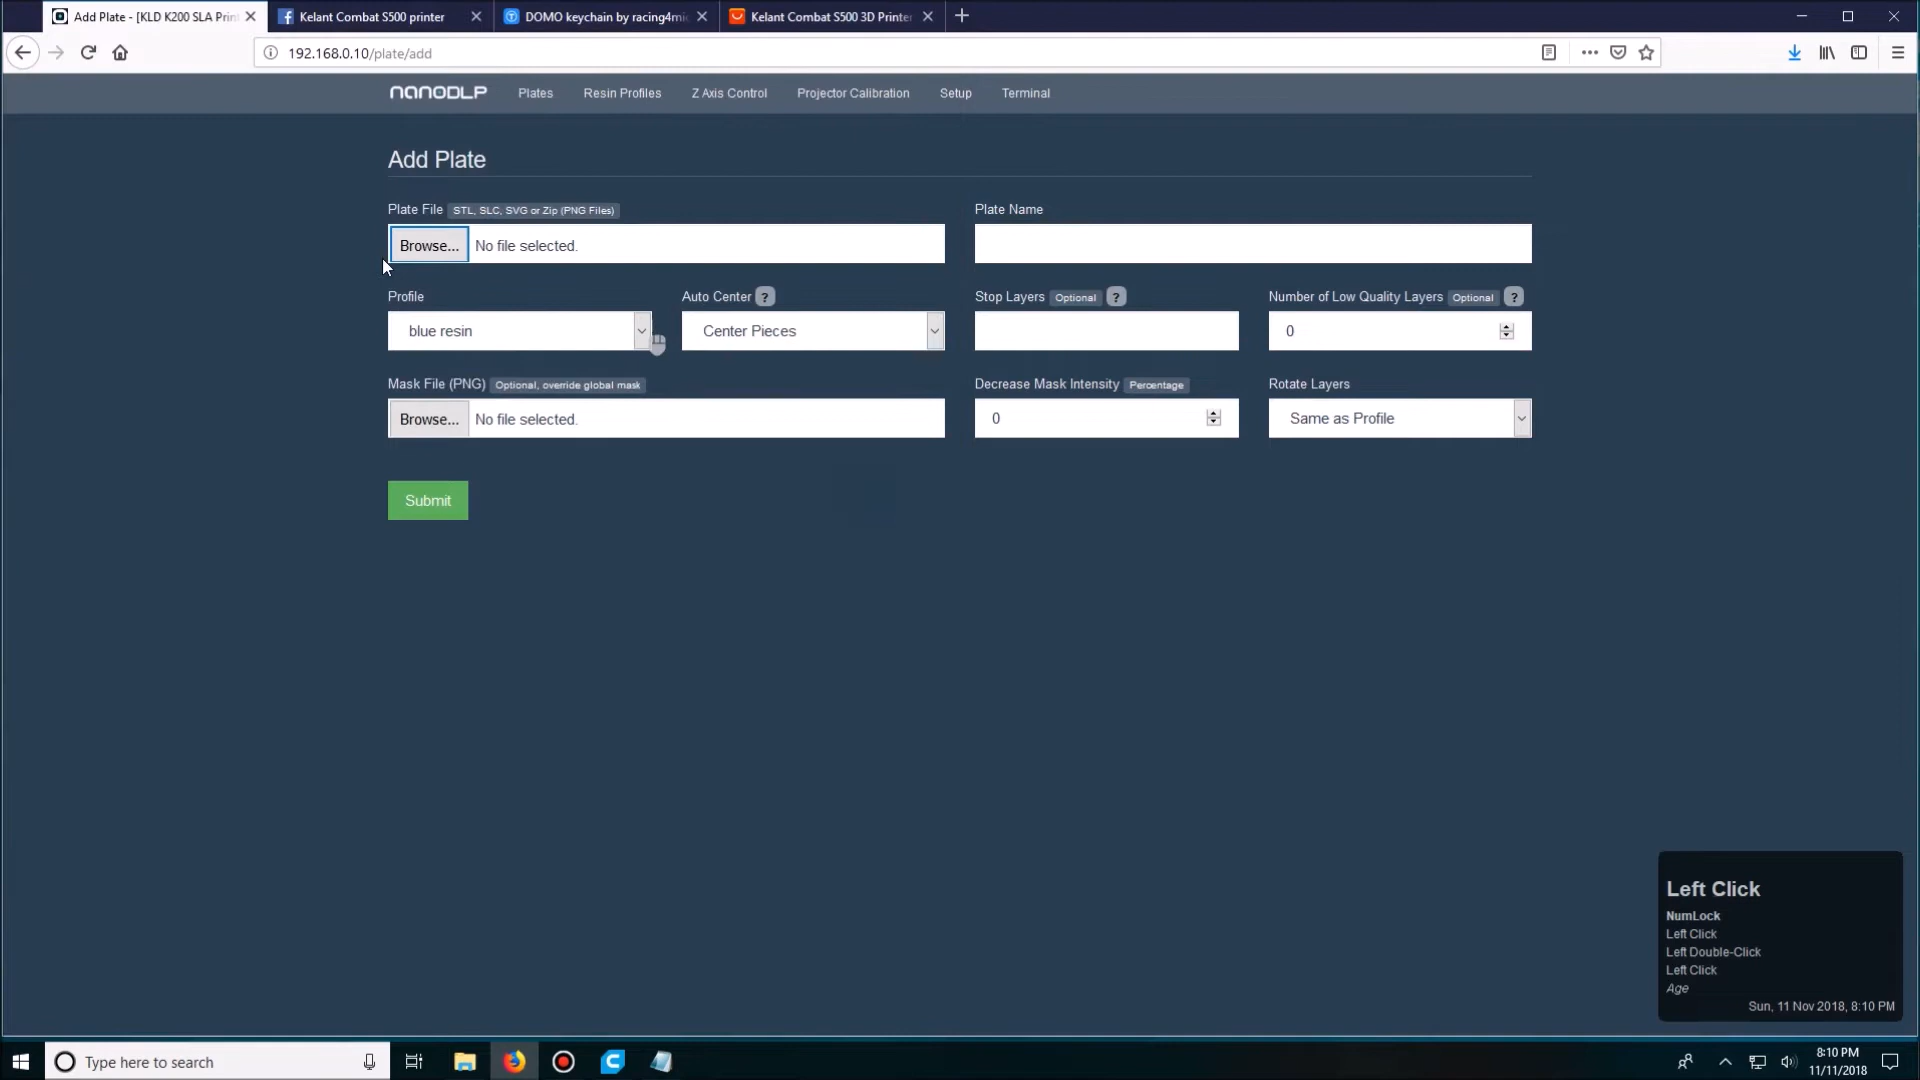 Add Plate - [KLD K200 SLA Prin
Kelant Combat S500 printer
DOMO keychain by racing4mi
Kelant Combat S500 3D Printer
192.168.0.10/plate/add
nanoDLP Plates Resin Profiles Z Axis Control Projector Calibration Setup Terminal
Add Plate
Plate File STL, SLC, SVG or Zip (PNG Files)
Plate Name
Browse... No file selected.
Profile
Auto Center ?
Stop Layers Optional ?
Number of Low Quality Layers Optional ?
blue resin
Center Pieces
0
Mask File (PNG) Optional, override global mask
Decrease Mask Intensity Percentage
Rotate Layers
Browse... No file selected.
0
Same as Profile
Submit
Left Click
NumLock
Left Click
Left Double-Click
Left Click
Age
Sun, 11 Nov 2018, 8:10 PM
Type here to search
8:10 PM
11/11/2018